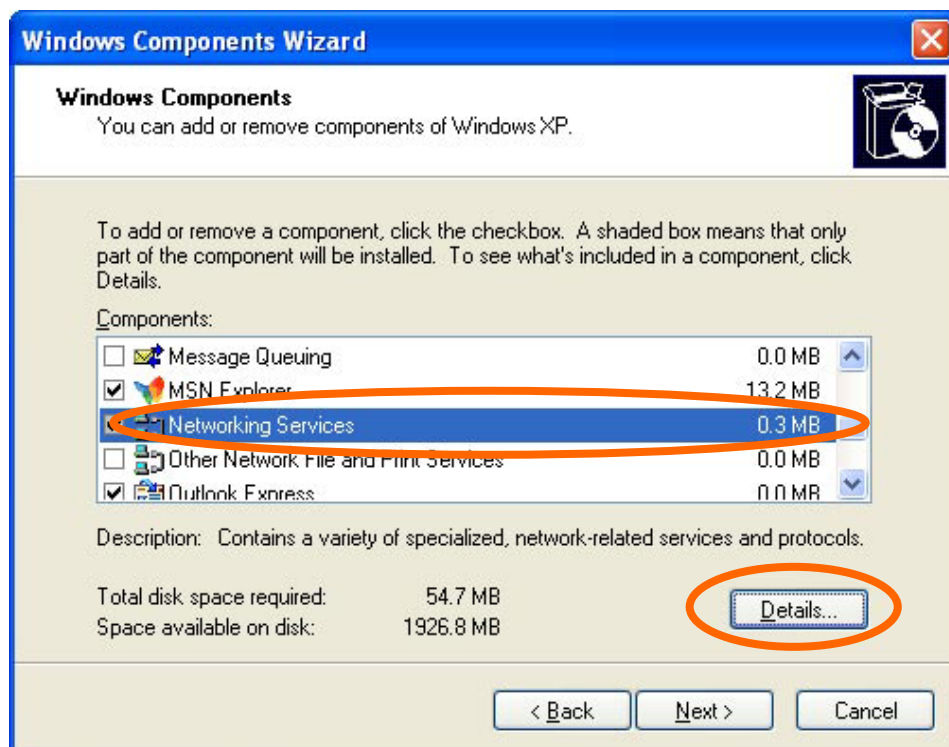 Windows Components Wizard
Windows Components
You can add or remove components of Windows XP.
To add or remove a component, click the checkbox. A shaded box means that only
part of the component will be installed. To see what's included in a component, click
Details.
Components:
Message Queuing 0.0 MB
MSN Explorer 13.2 MB
Networking Services 0.3 MB
Other Network File and Print Services 0.0 MB
Outlook Express 0.0 MB
Description: Contains a variety of specialized, network-related services and protocols.
Total disk space required: 54.7 MB
Space available on disk: 1926.8 MB
Details...
< Back Next > Cancel